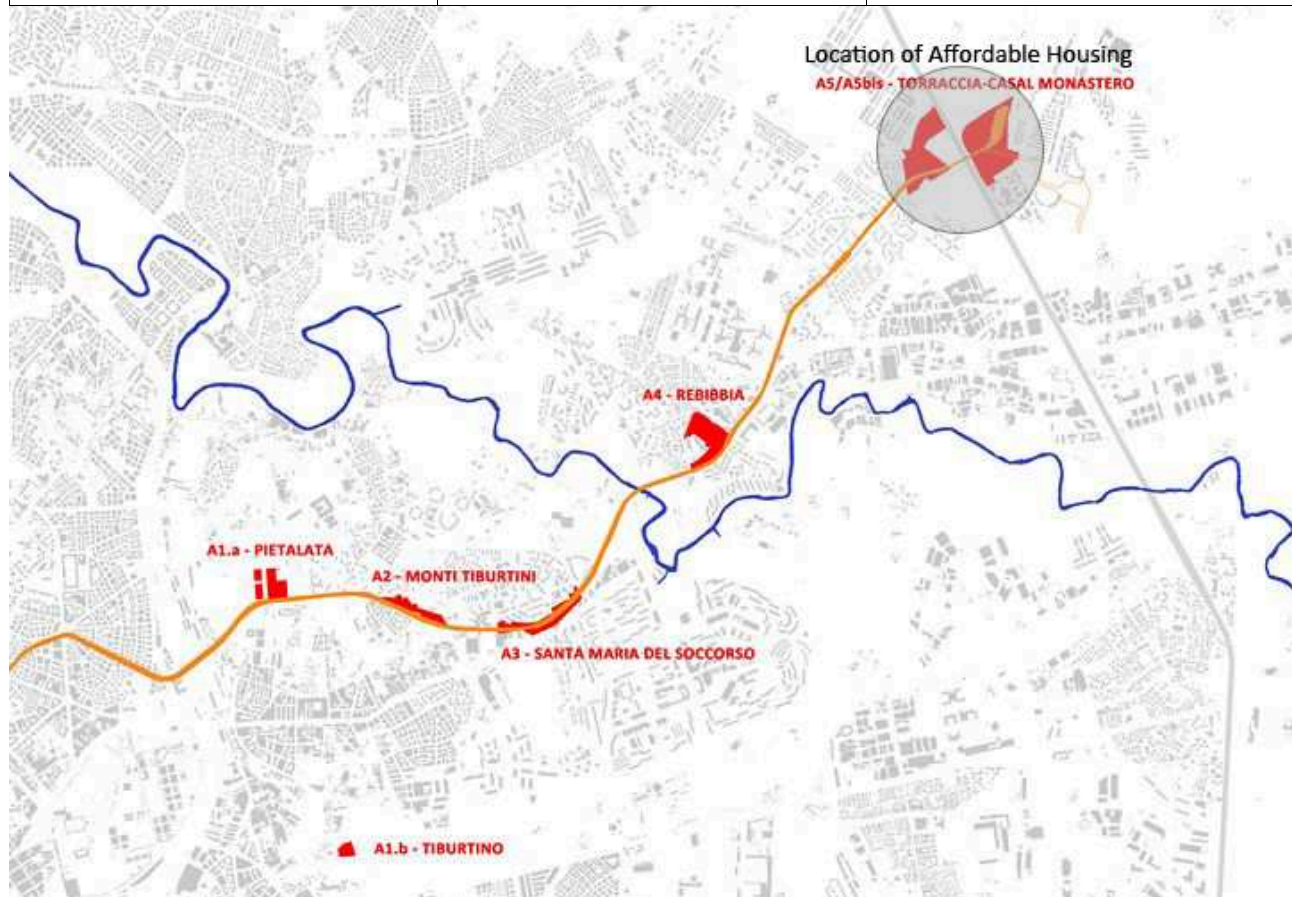 Location of Affordable Housing
A5/A5bis - TORRACCIA-CASAL MONASTERO
A4 - REBIBBIA
A1.a - PIETALATA
A2 - MONTI TIBURTINI
A3 - SANTA MARIA DEL SOCCORSO
A1.b - TIBURTINO